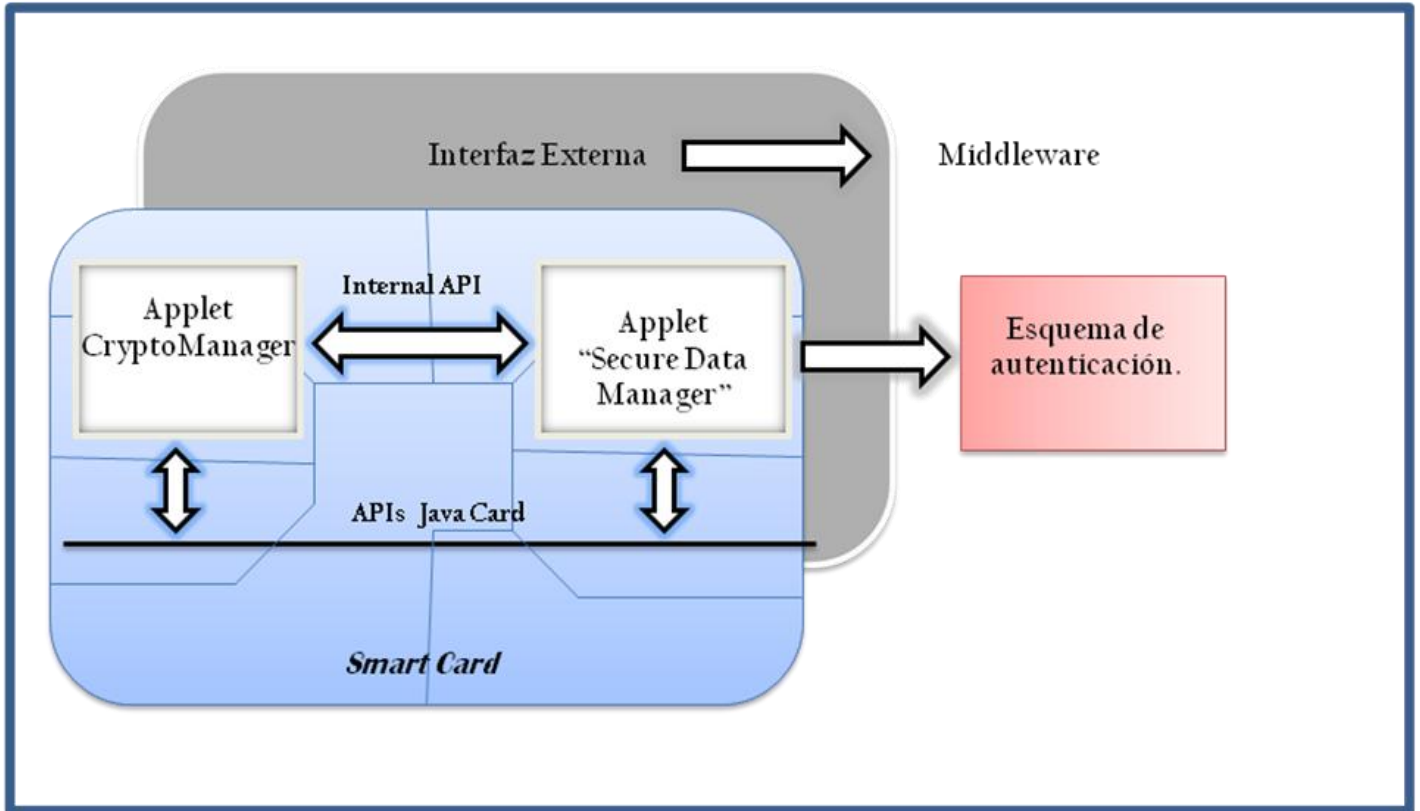 Interfaz Externa
Middleware
Internal API
Applet
CryptoManager
Applet
“Secure Data
Manager”
Esquema de
autenticación.
APIs Java Card
Smart Card